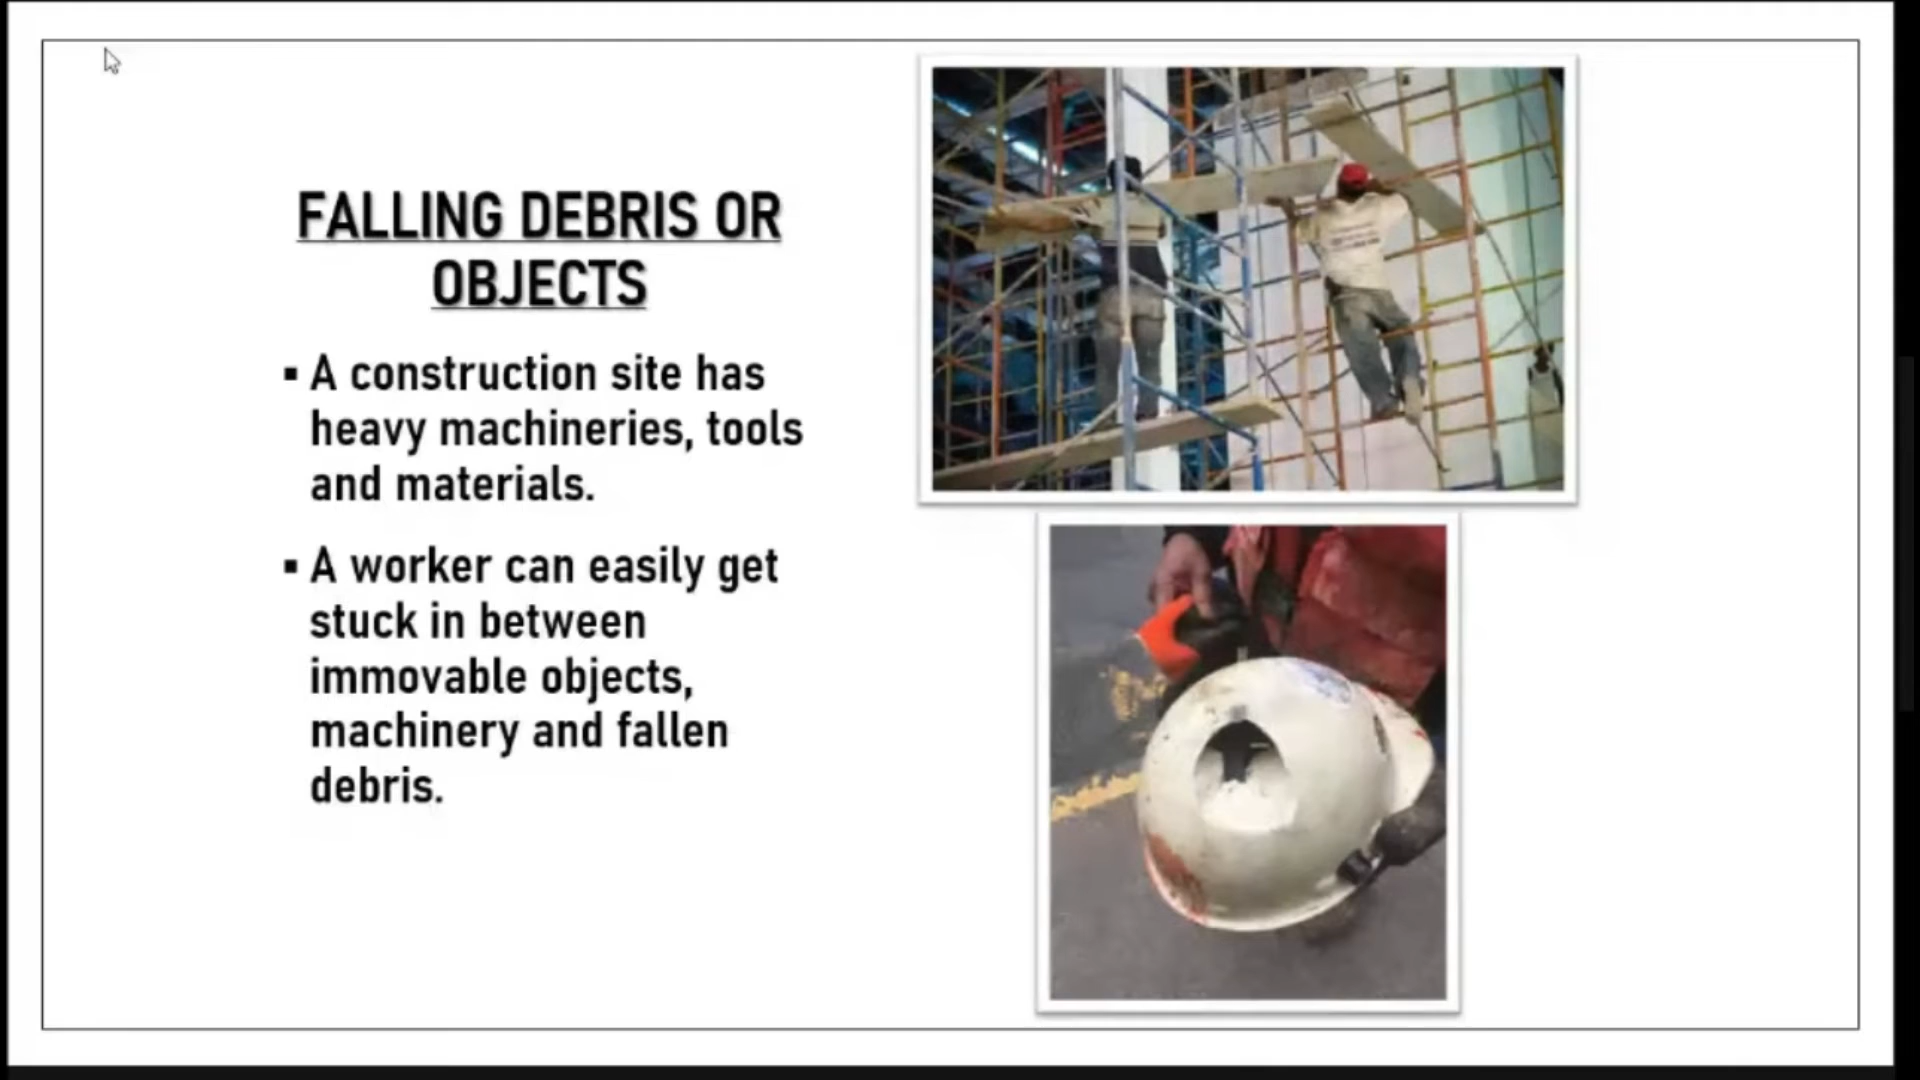 FALLING DEBRIS OR
OBJECTS
▪ A construction site has
heavy machineries, tools
and materials.
▪ A worker can easily get
stuck in between
immovable objects,
machinery and fallen
debris.